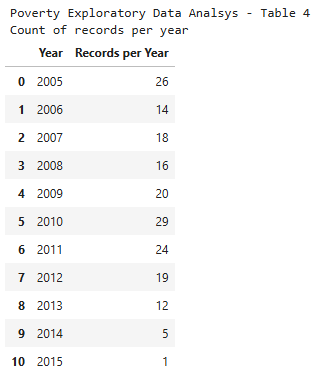 Poverty Exploratory Data Analsys - Table 4
Count of records per year
Year Records per Year
0 2005 26
1 2006 14
2 2007 18
3 2008 16
4 2009 20
5 2010 29
6 2011 24
7 2012 19
8 2013 12
9 2014 5
10 2015 1